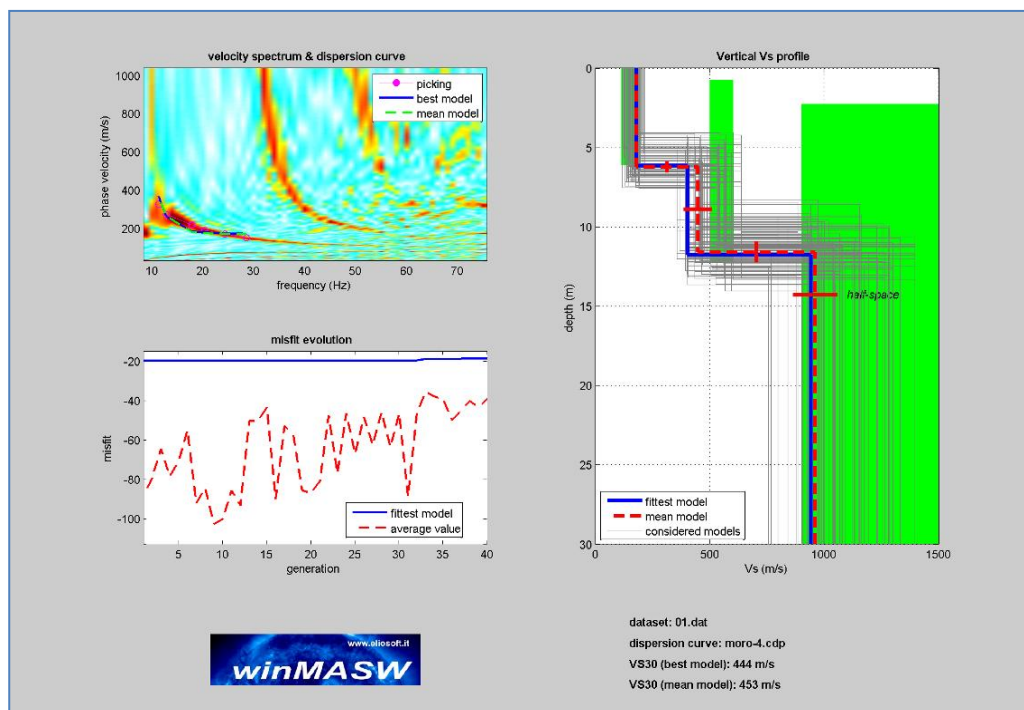 velocity spectrum & dispersion curve
1000
800
600
400
200
phase velocity (m/s)
picking
best model
mean model
10 20 30 40 50 60 70
frequency (Hz)
misfit evolution
-20
-40
-60
-80
-100
misfit
fittest model
average value
5 10 15 20 25 30 35 40
generation
Vertical Vs profile
0
5
10
15
20
25
30
depth (m)
half-space
fittest model
mean model
considered models
0 500 1000 1500
Vs (m/s)
www.eliosoft.it
winMASW
dataset: 01.dat
dispersion curve: moro-4.cdp
VS30 (best model): 444 m/s
VS30 (mean model): 453 m/s